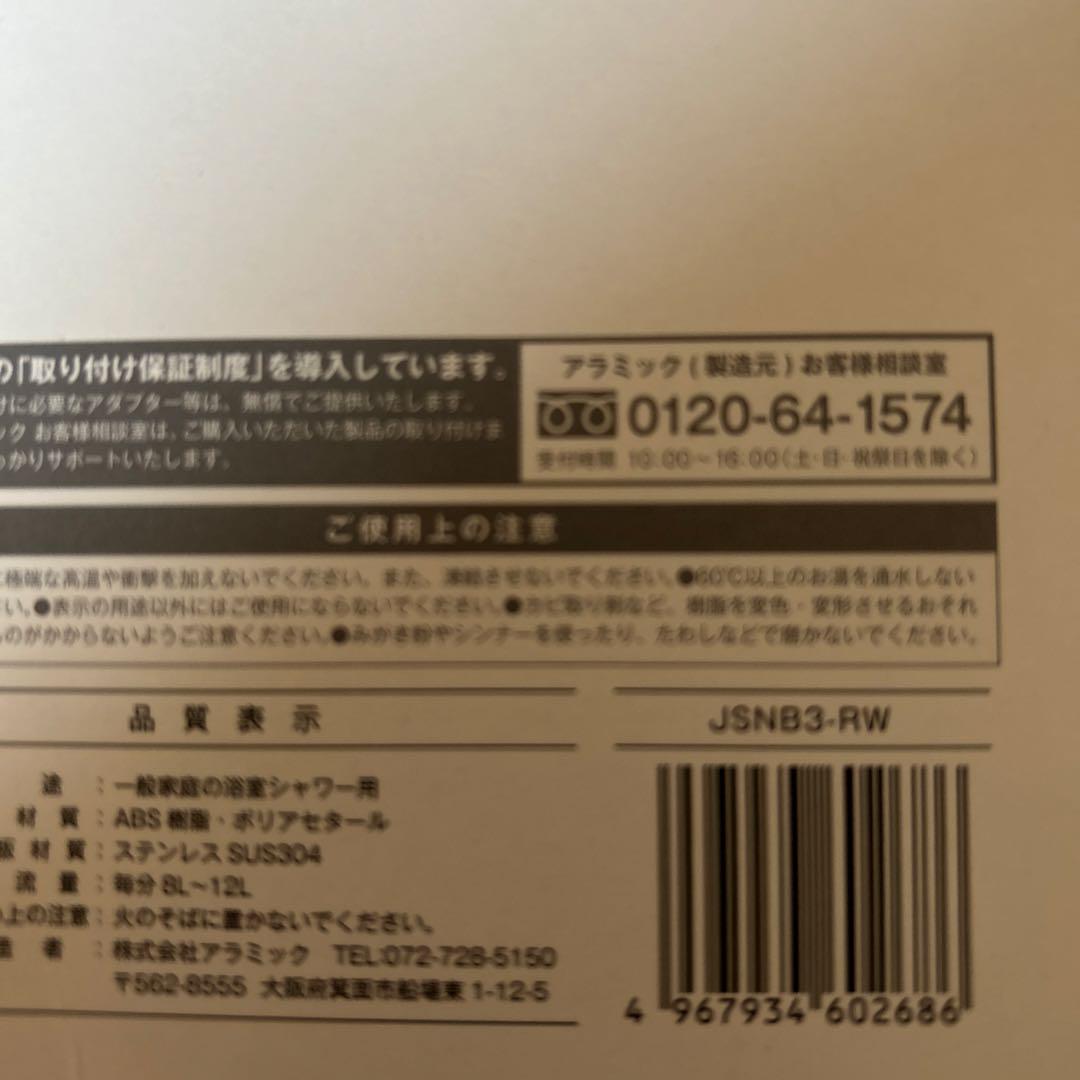 の「取り付け保証制度」を導入しています。
けに必要なアダプター等は、無償でご提供いたします。
ック お客様相談室は、ご購入いただいた製品の取り付けま
っかりサポートいたします。
アラミック(製造元)お客様相談室
0120-64-1574
受付時間 10:00〜16:00(土・日・祝祭日を除く)
ご使用上の注意
極端な高温や衝撃を加えないでください。また、凍結させないでください。●60℃以上のお湯を通水しない
い。●表示の用途以外にはご使用にならないでください。●カビ取り剤など、樹脂を変色・変形させるおそれ
ものがかからないようご注意ください。●みがき粉やシンナーを使ったり、たわしなどで磨かないでください。
品質表示
途 : 一般家庭の浴室シャワー用
材質 : ABS樹脂・ポリアセタール
板材質 : ステンレス SUS304
流量 : 毎分 8L〜12L
上の注意 : 火のそばに置かないでください。
造者 : 株式会社アラミック TEL:072-728-5150
〒562-8555 大阪府箕面市船場東1-12-5
JSNB3-RW
4 967934 602686